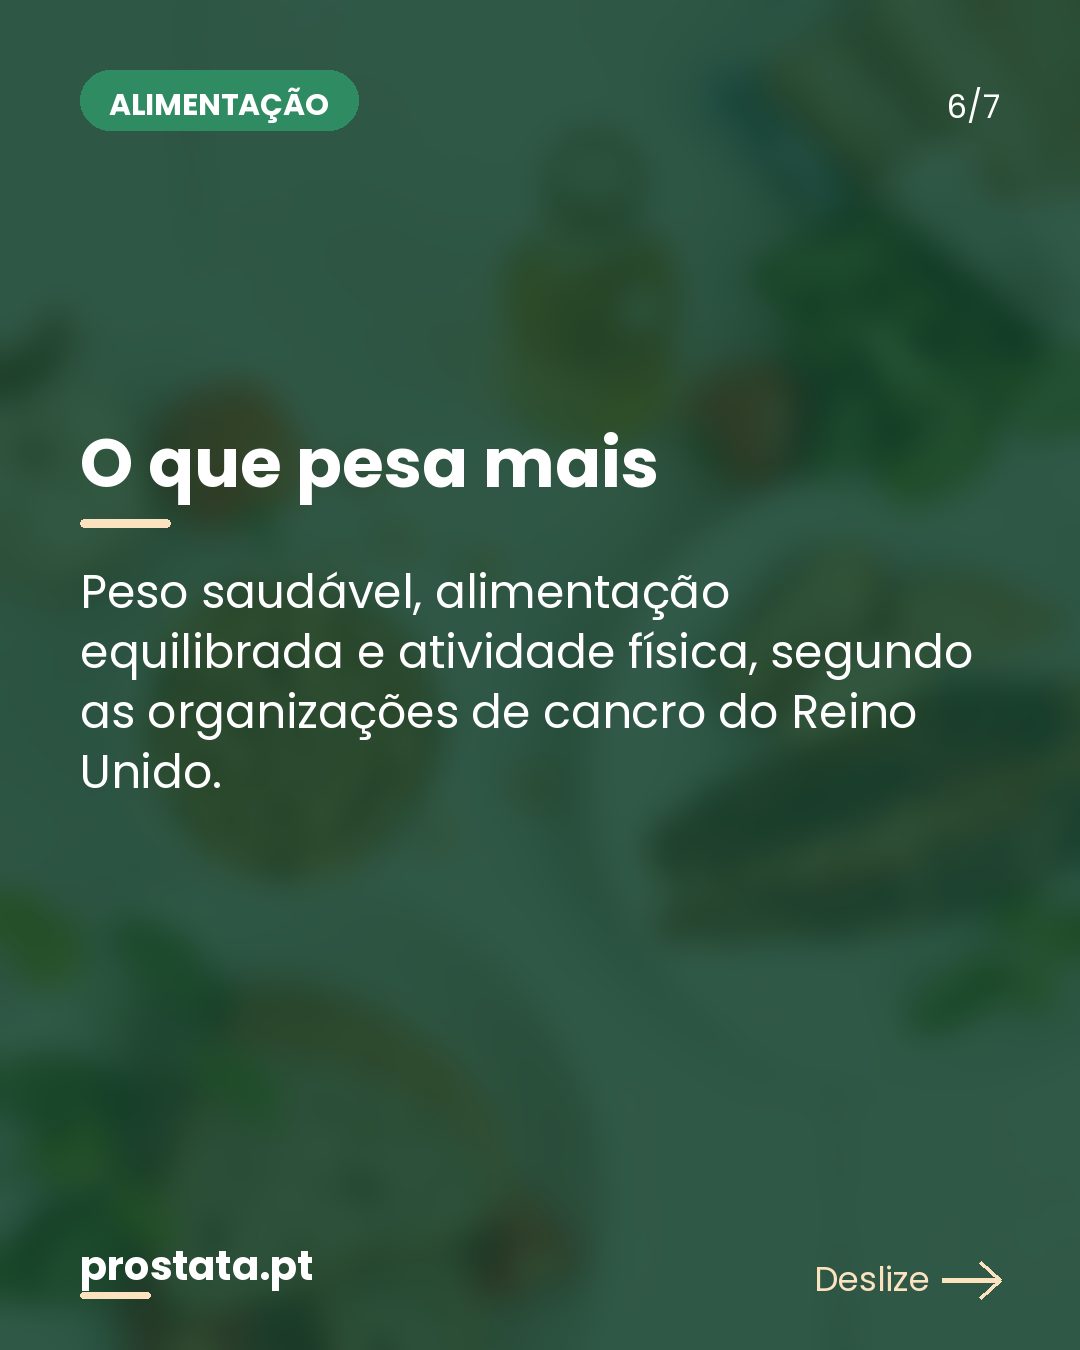 ALIMENTAÇÃO
6/7
O que pesa mais
Peso saudável, alimentação
equilibrada e atividade física, segundo
as organizações de cancro do Reino
Unido.
prostata.pt
Deslize